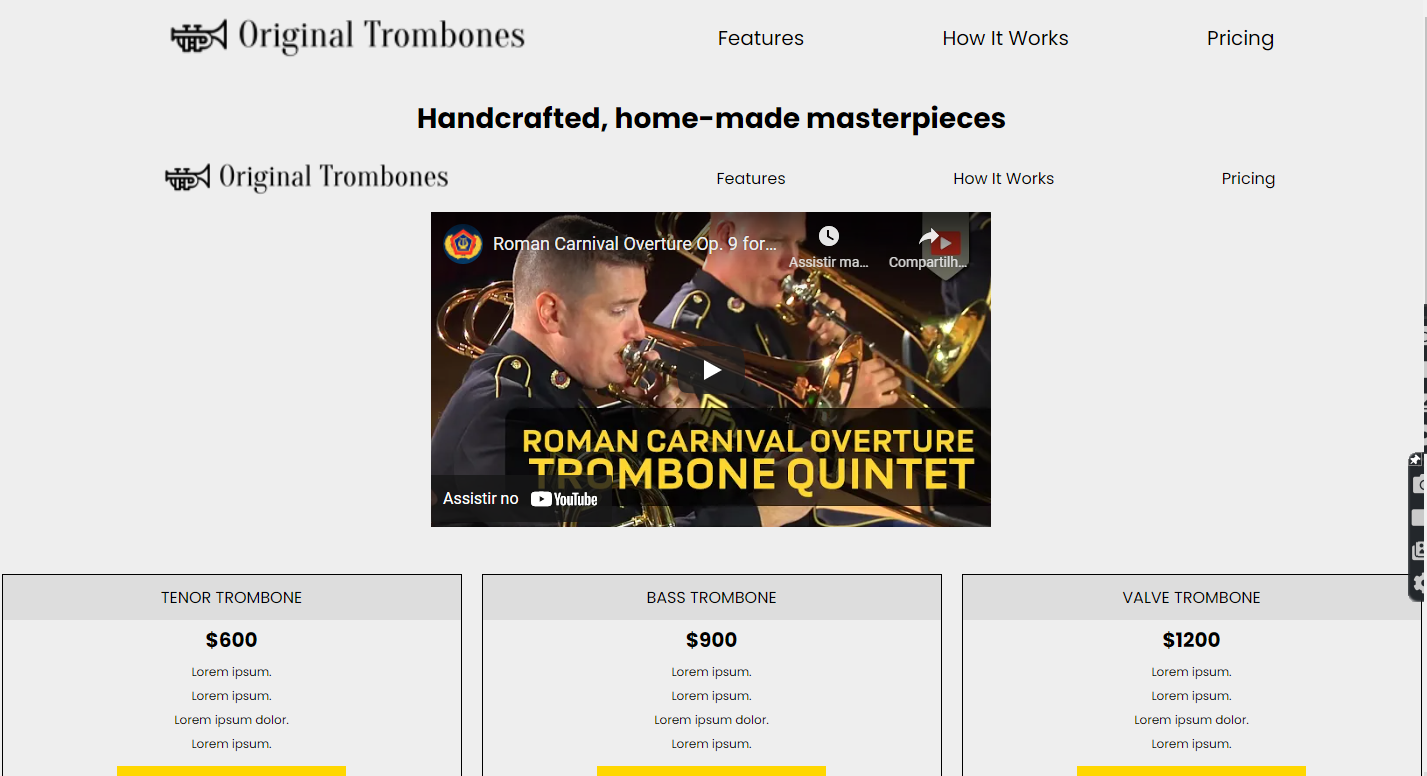 Original Trombones Features How It Works Pricing
Handcrafted, home-made masterpieces
Original Trombones Features How It Works Pricing
Roman Carnival Overture Op. 9 for...
Assistir ma... Compartilh...
ROMAN CARNIVAL OVERTURE
TROMBONE QUINTET
Assistir no YouTube
TENOR TROMBONE BASS TROMBONE VALVE TROMBONE
$600 $900 $1200
Lorem ipsum. Lorem ipsum. Lorem ipsum.
Lorem ipsum. Lorem ipsum. Lorem ipsum.
Lorem ipsum dolor. Lorem ipsum dolor. Lorem ipsum dolor.
Lorem ipsum. Lorem ipsum. Lorem ipsum.